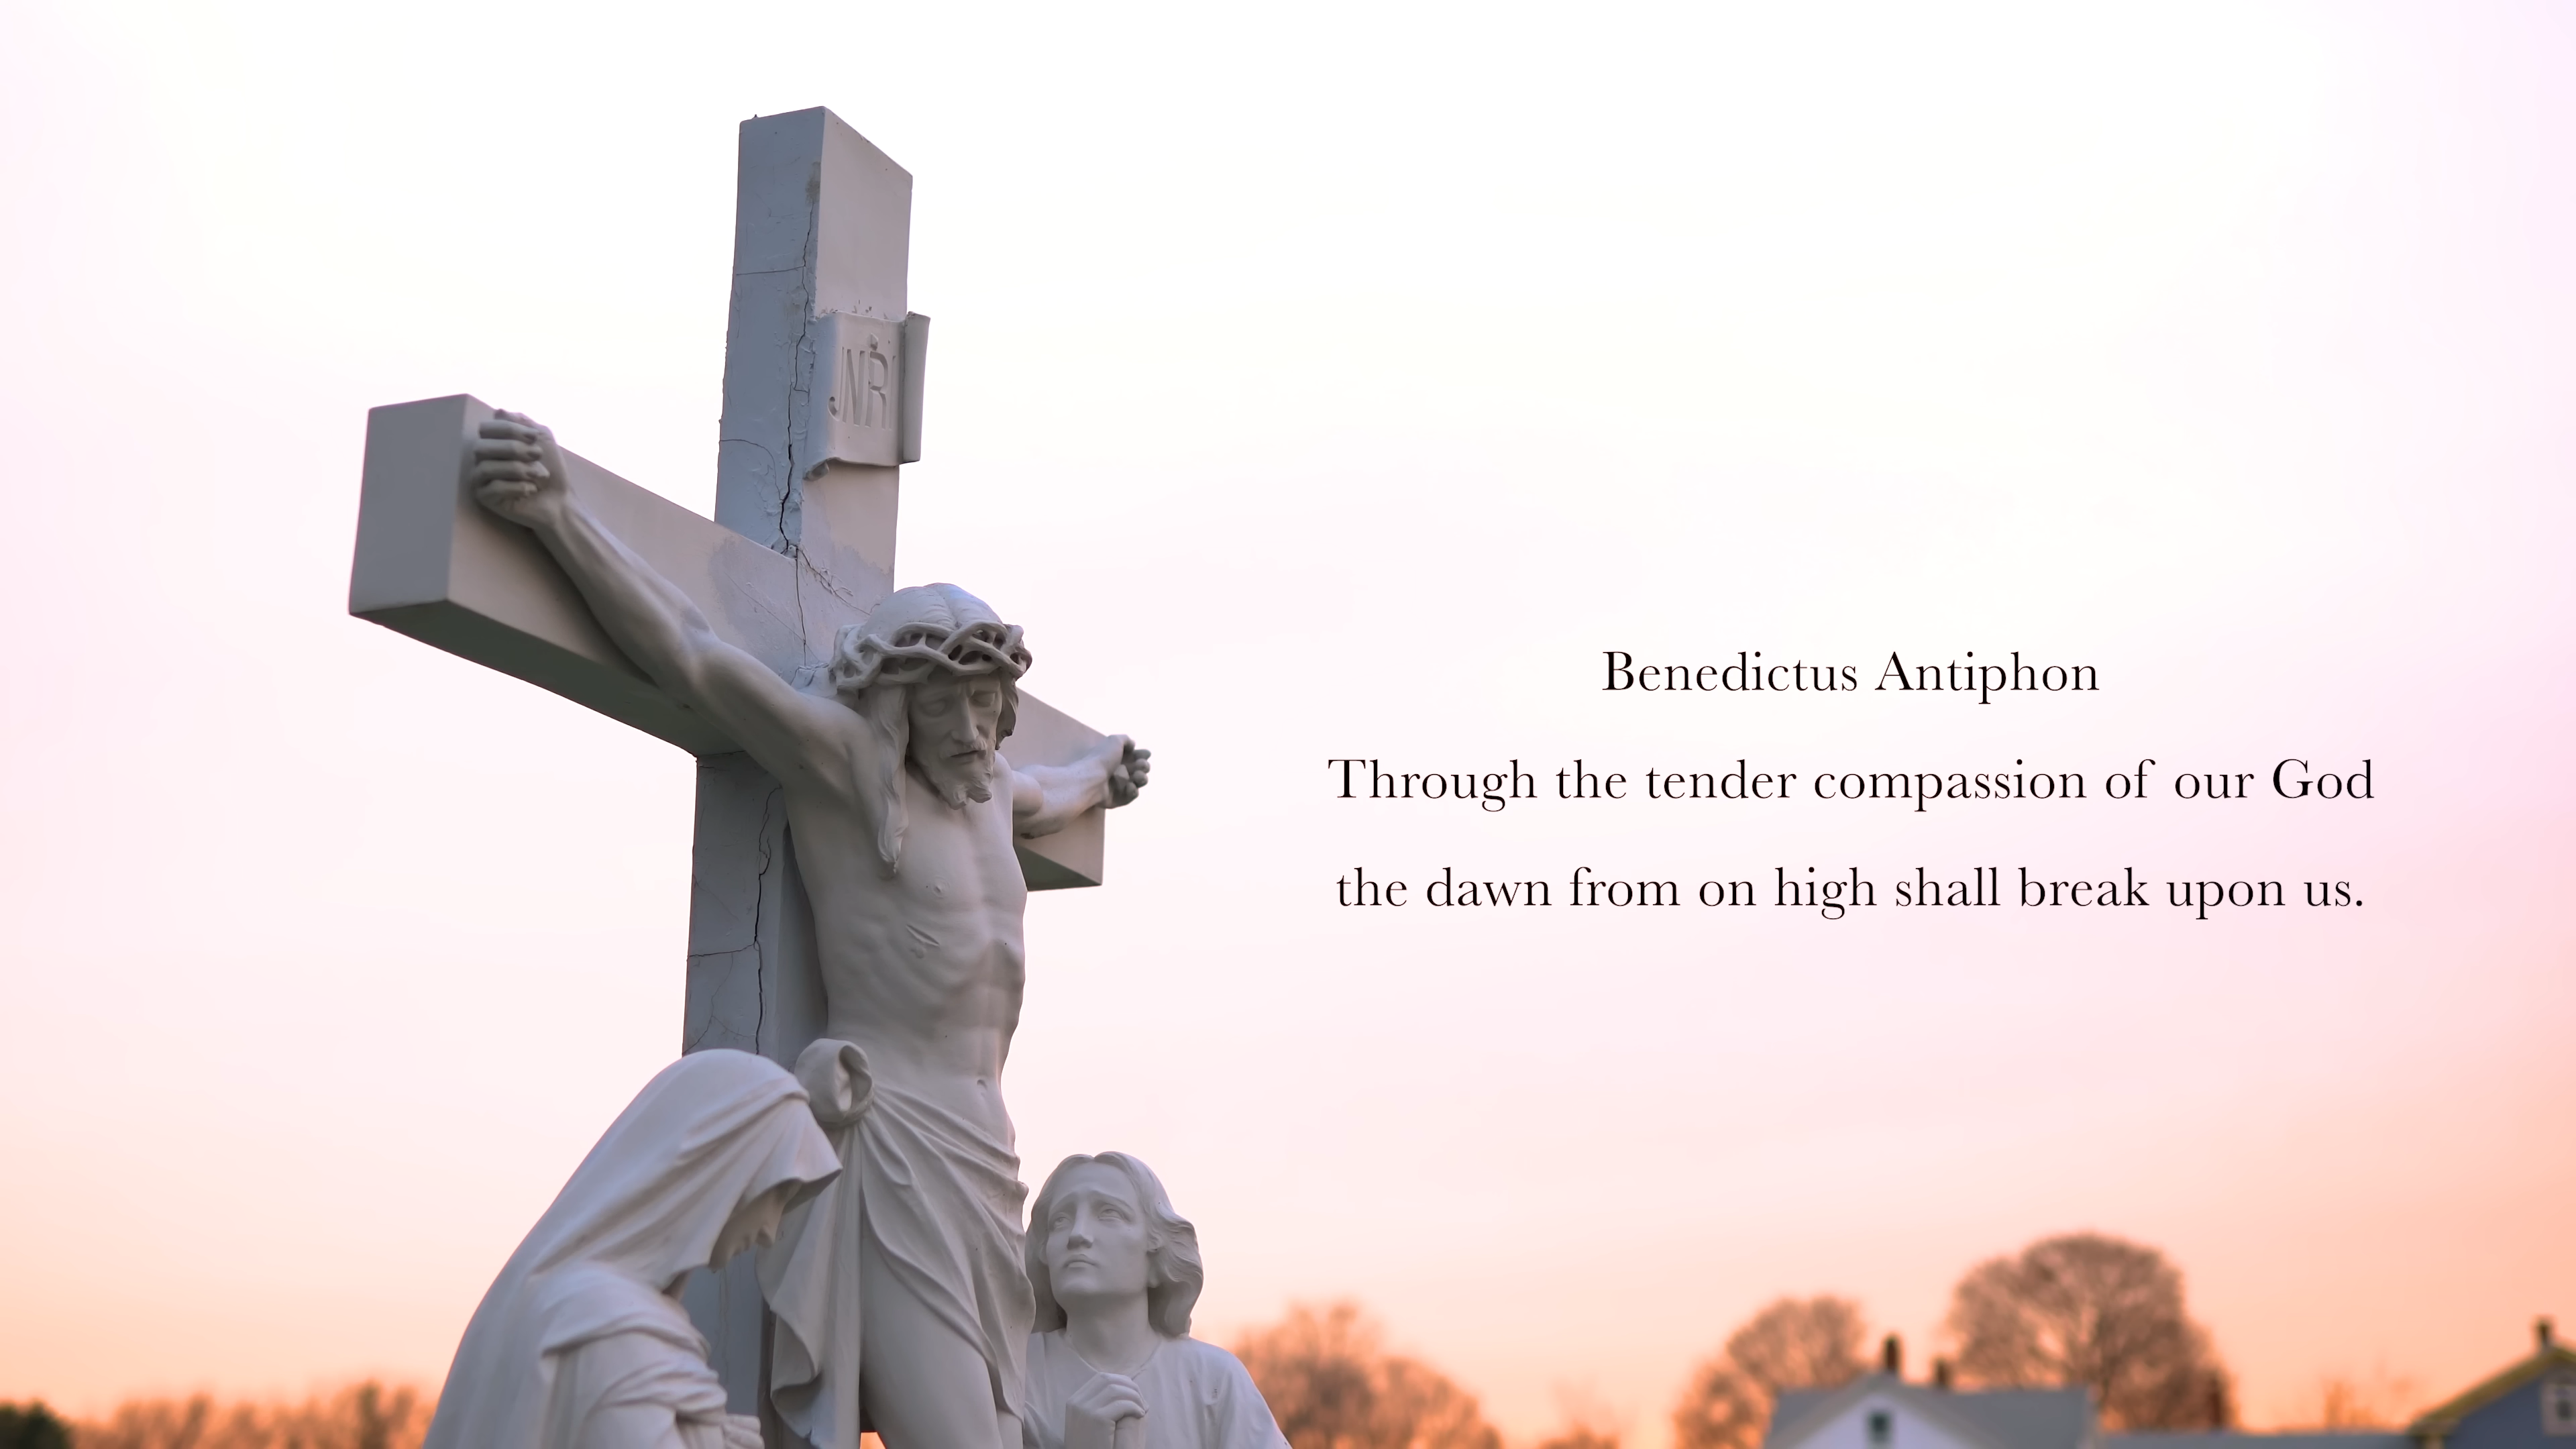 JNRI
Benedictus Antiphon
Through the tender compassion of our God
the dawn from on high shall break upon us.